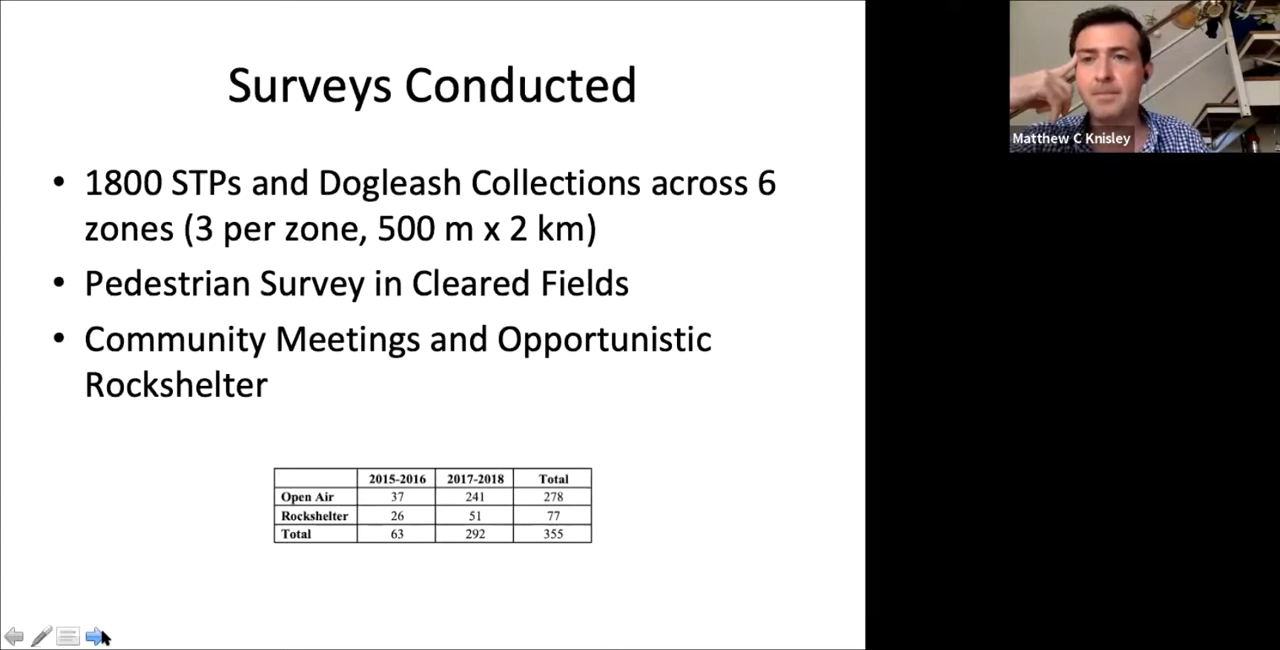 Surveys Conducted
• 1800 STPs and Dogleash Collections across 6
zones (3 per zone, 500 m x 2 km)
• Pedestrian Survey in Cleared Fields
• Community Meetings and Opportunistic
Rockshelter
2015-2016 2017-2018 Total
Open Air 37 241 278
Rockshelter 26 51 77
Total 63 292 355
Matthew C Knisley